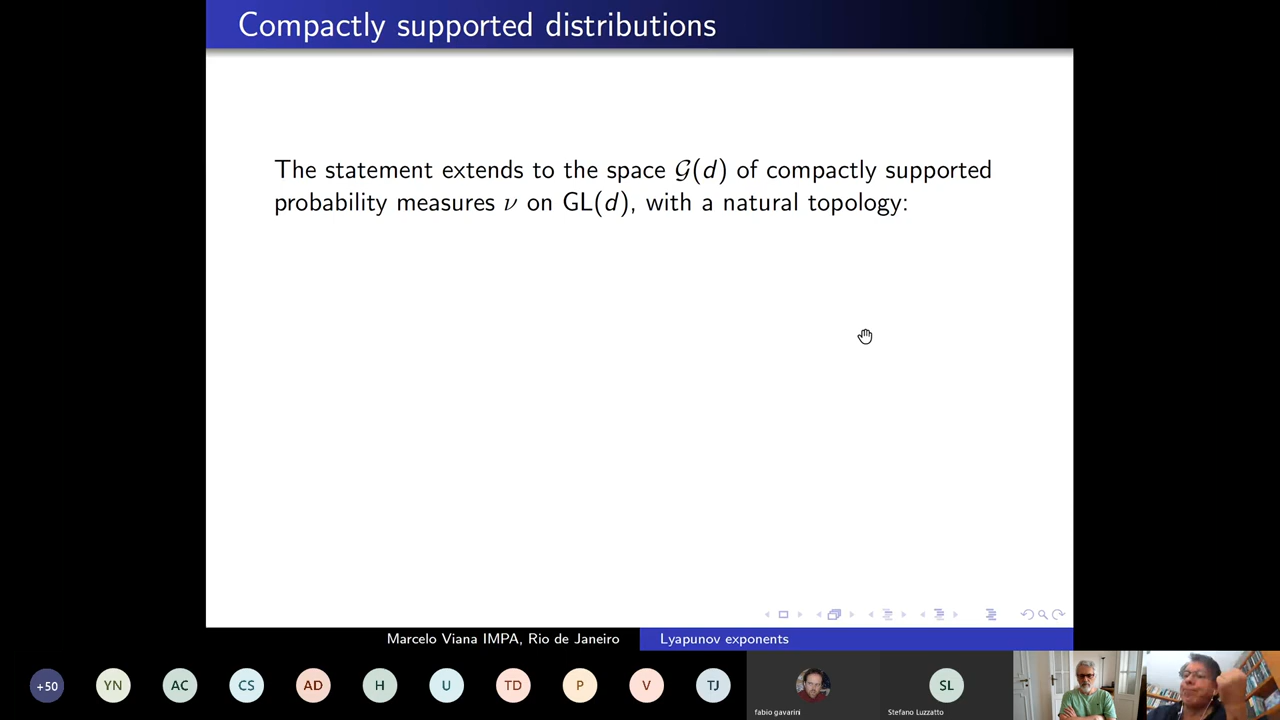 Compactly supported distributions
The statement extends to the space 𝒢(d) of compactly supported
probability measures ν on GL(d), with a natural topology:
Marcelo Viana IMPA, Rio de Janeiro
Lyapunov exponents
+50
YN
AC
CS
AD
H
U
TD
P
V
TJ
fabio gavarini
SL
Stefano Luzzatto